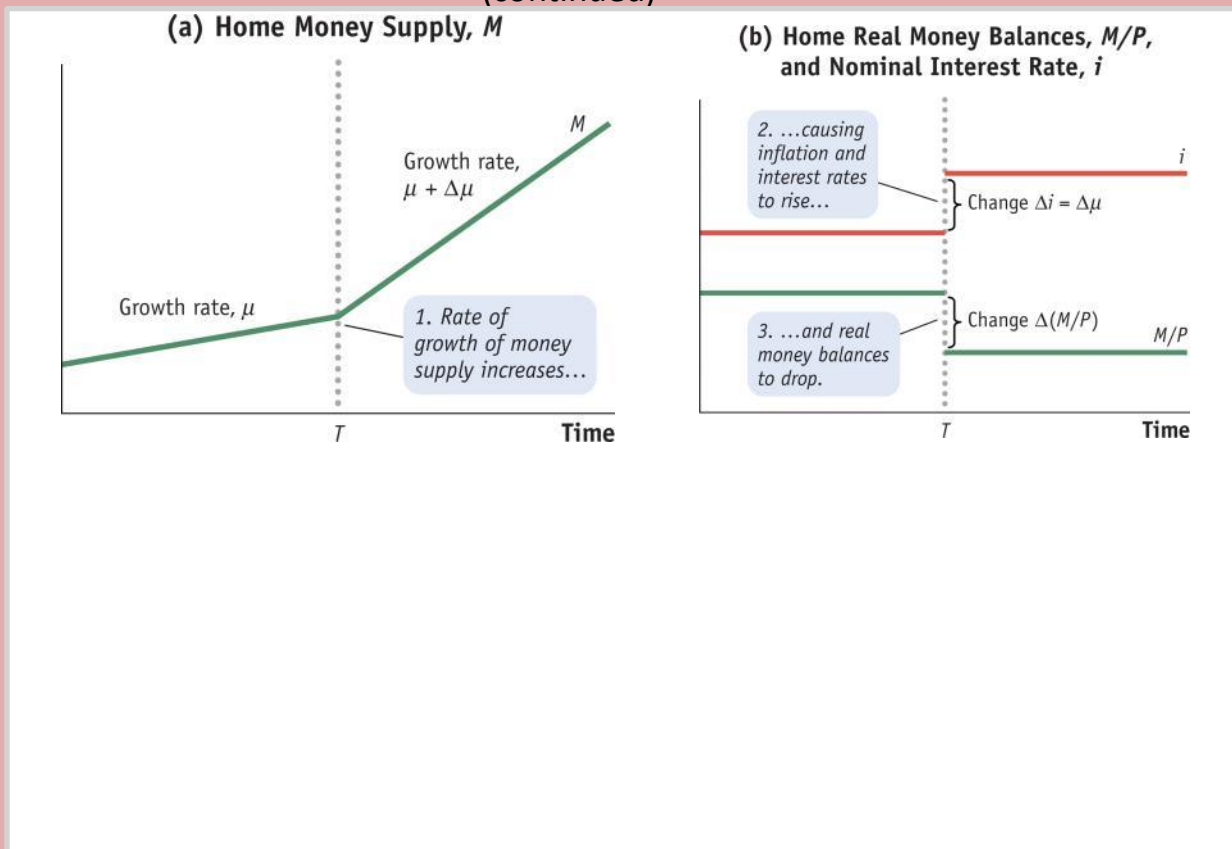 (continued)
(a) Home Money Supply, M
M
Growth rate,
μ + Δμ
Growth rate, μ
1. Rate of
growth of money
supply increases…
T
Time
(b) Home Real Money Balances, M/P,
and Nominal Interest Rate, i
2. …causing
inflation and
interest rates
to rise…
i
Change Δi = Δμ
3. …and real
money balances
to drop.
Change Δ(M/P)
M/P
T
Time